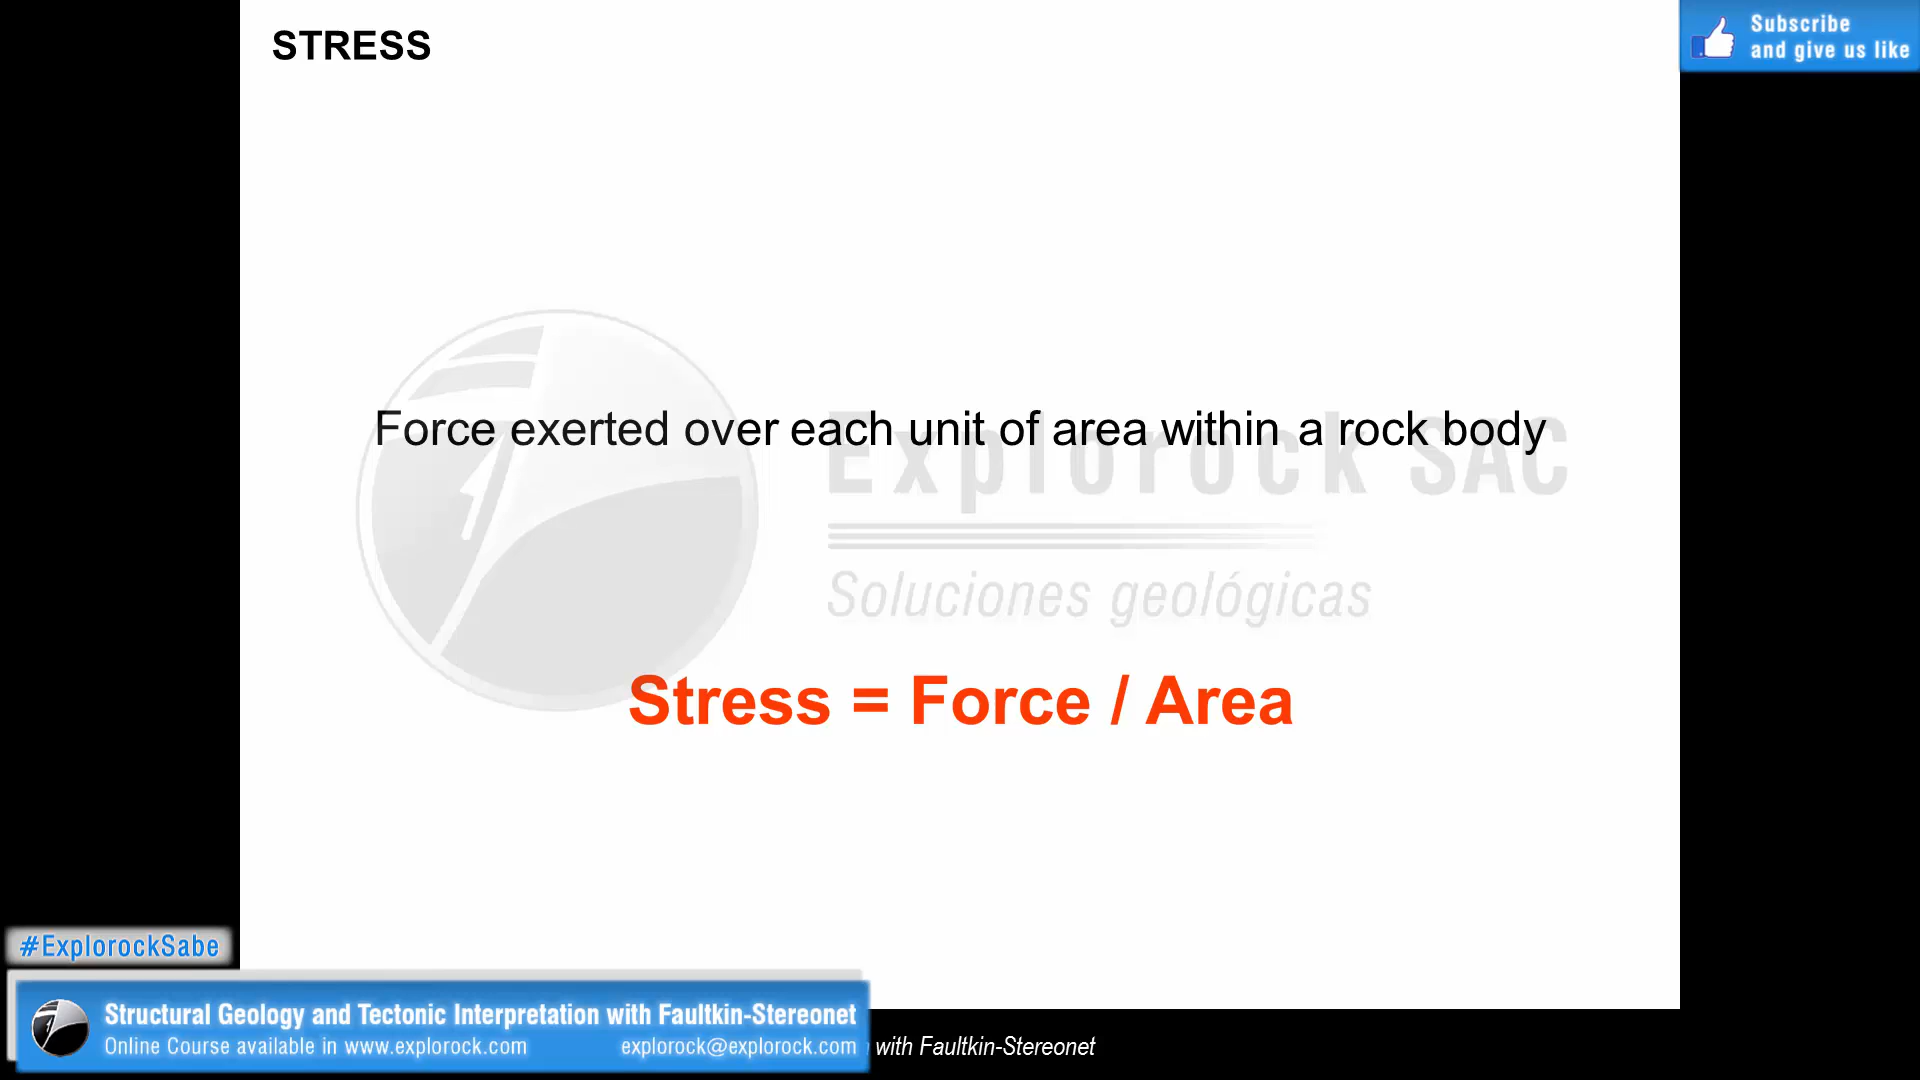 STRESS
Subscribe
and give us like
Force exerted over each unit of area within a rock body
Explorock SAC
Soluciones geológicas
Stress = Force / Area
#ExplorockSabe
Structural Geology and Tectonic Interpretation with Faultkin-Stereonet
Online Course available in www.explorock.com explorock@explorock.com
with Faultkin-Stereonet